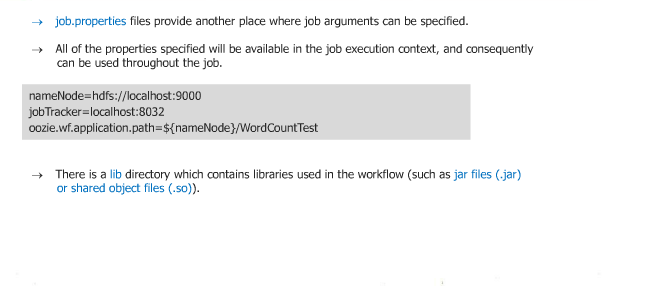 → job.properties files provide another place where job arguments can be specified.
→ All of the properties specified will be available in the job execution context, and consequently
can be used throughout the job.
nameNode=hdfs://localhost:9000
jobTracker=localhost:8032
oozie.wf.application.path=${nameNode}/WordCountTest
→ There is a lib directory which contains libraries used in the workflow (such as jar files (.jar)
or shared object files (.so)).